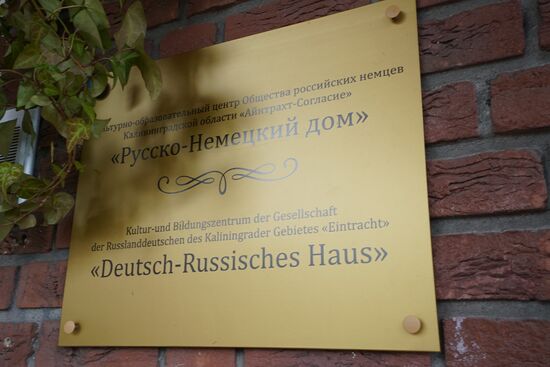 Культурно-образовательный центр Общества российских немцев
Калининградской области «Айнтрахт-Согласие»
«Русско-Немецкий дом»
Kultur-und Bildungszentrum der Gesellschaft
der Russlanddeutschen des Kaliningrader Gebietes «Eintracht»
«Deutsch-Russisches Haus»